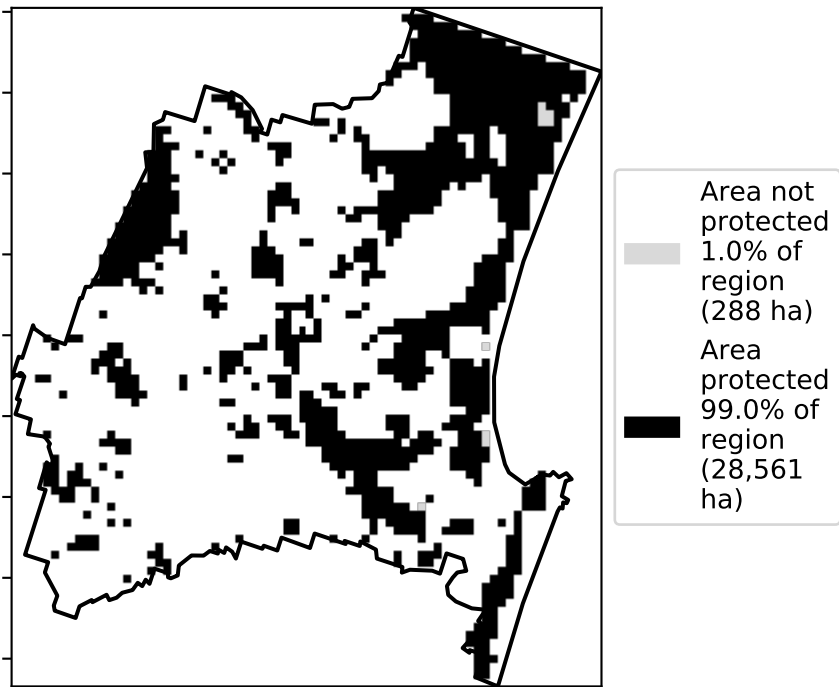 Area not
protected
1.0% of
region
(288 ha)
Area
protected
99.0% of
region
(28,561
ha)